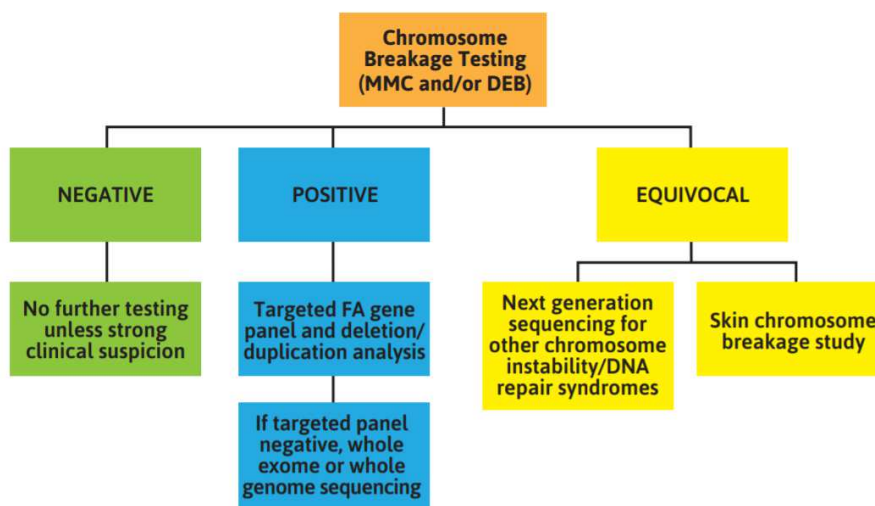 Chromosome
Breakage Testing
(MMC and/or DEB)
NEGATIVE
POSITIVE
EQUIVOCAL
No further testing
unless strong
clinical suspicion
Targeted FA gene
panel and deletion/
duplication analysis
Next generation
sequencing for
other chromosome
instability/DNA
repair syndromes
Skin chromosome
breakage study
If targeted panel
negative, whole
exome or whole
genome sequencing